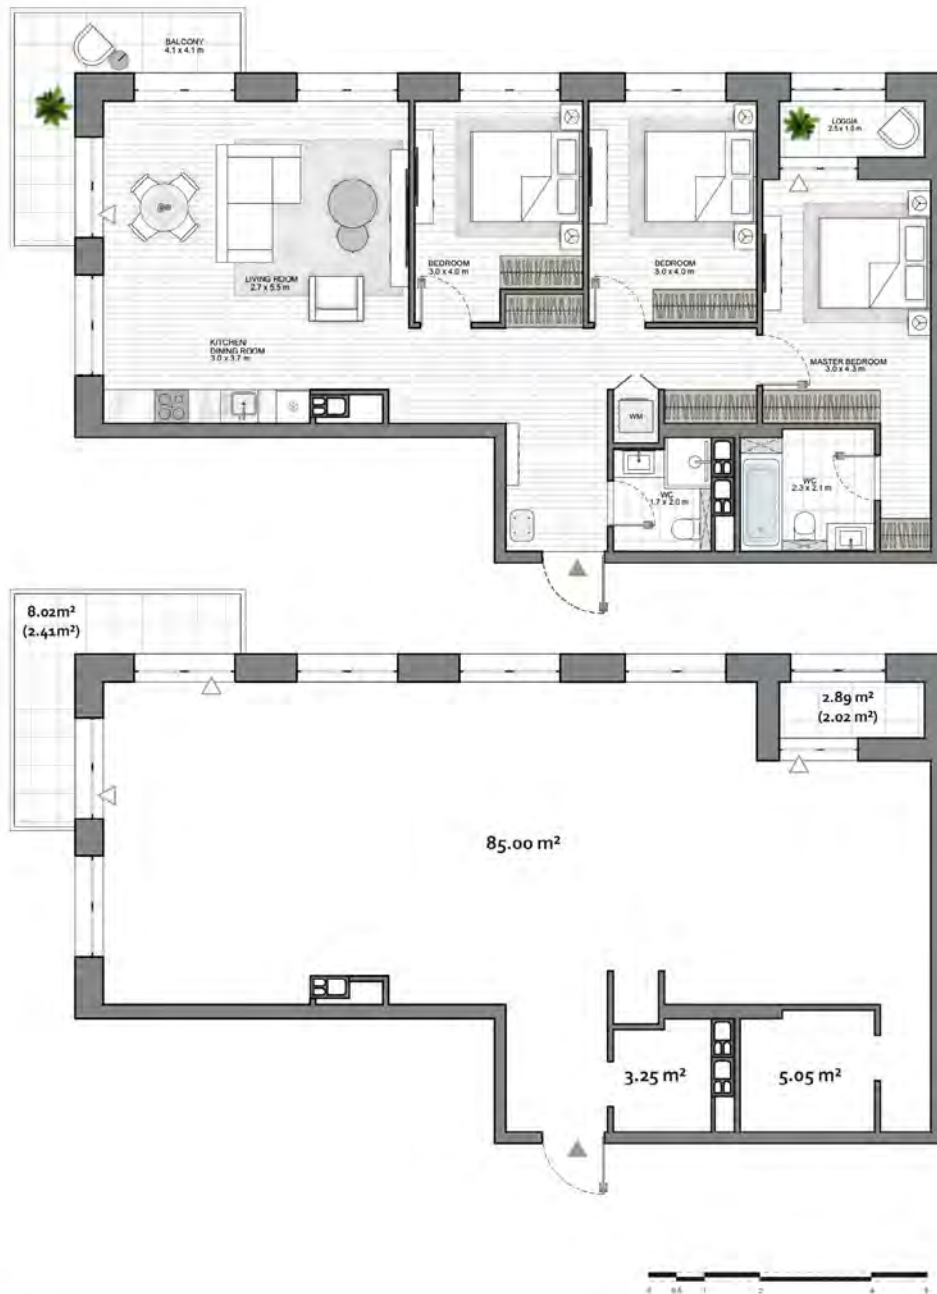 BALCONY
4.1 x 4.1 m
LOGGIA
2.5 x 1.0 m
BEDROOM
3.0 x 4.0 m
BEDROOM
3.0 x 4.0 m
LIVING ROOM
2.7 x 5.5 m
KITCHEN/
DINING ROOM
3.0 x 3.7 m
MASTER BEDROOM
3.0 x 4.3 m
WM
WC
1.7 x 2.0 m
WC
2.3 x 2.1 m
8.02m²
(2.41m²)
2.89 m²
(2.02 m²)
85.00 m²
3.25 m²
5.05 m²
0 0.5 1 2 4 5